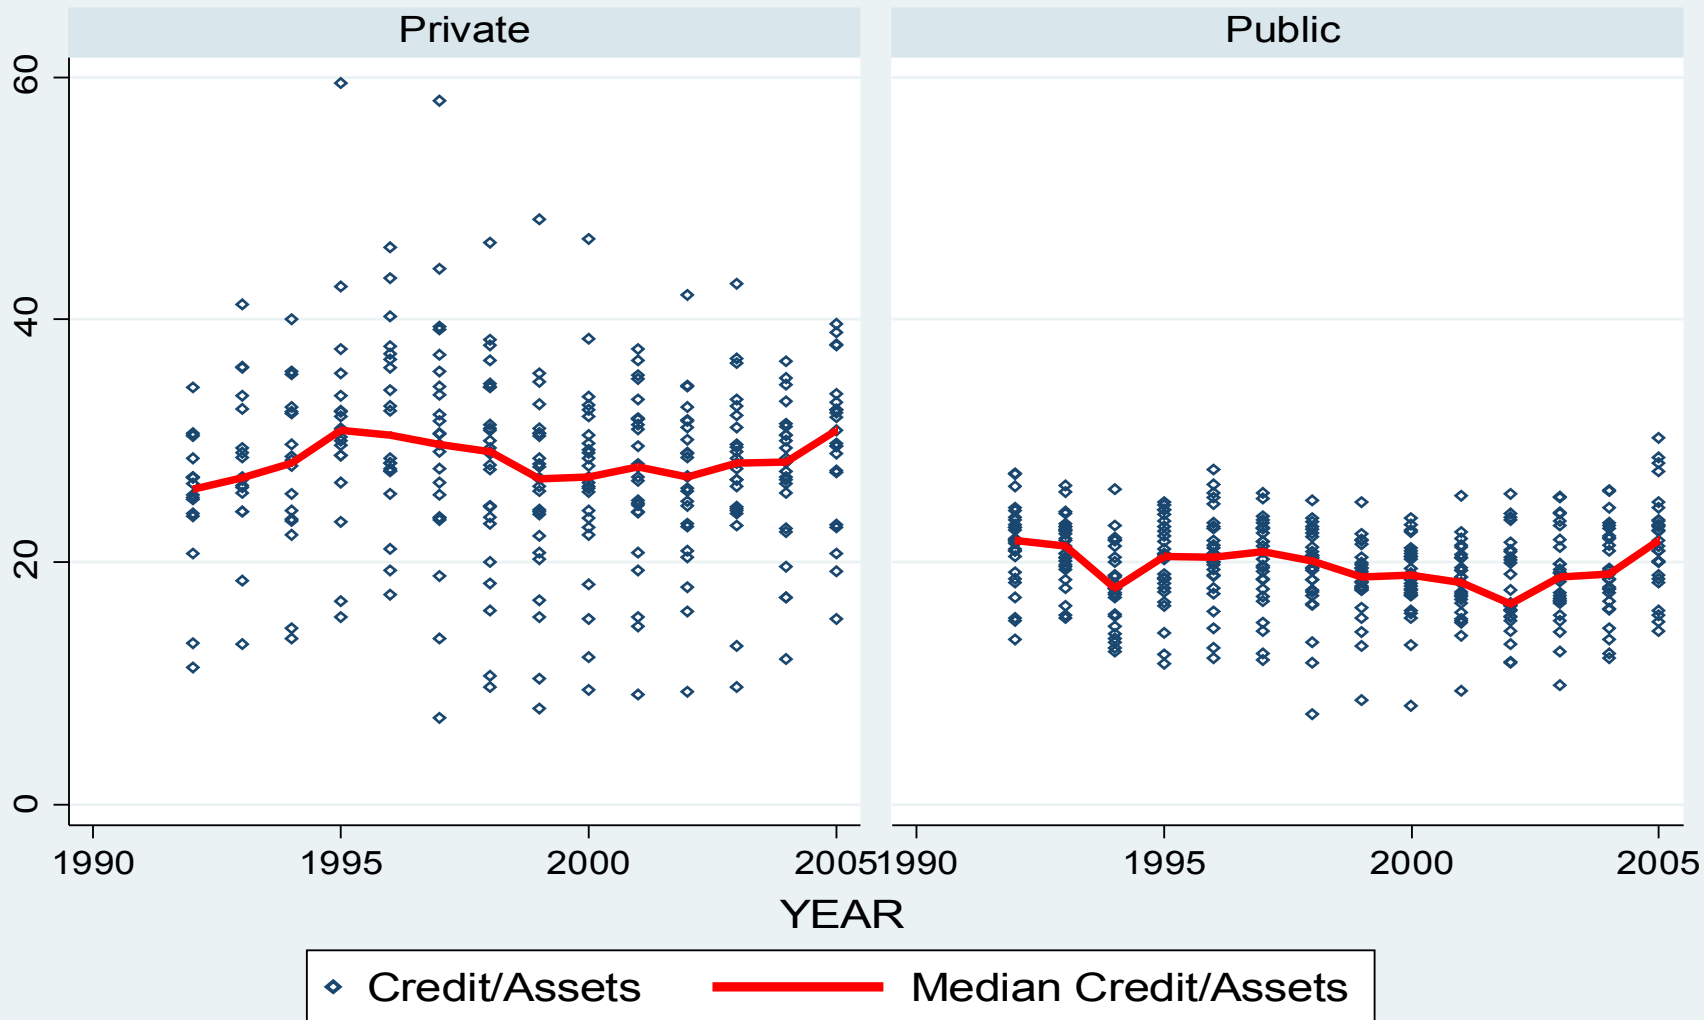 Private
Public
60
40
20
0
1990 1995 2000 2005 1990 1995 2000 2005
YEAR
Credit/Assets Median Credit/Assets